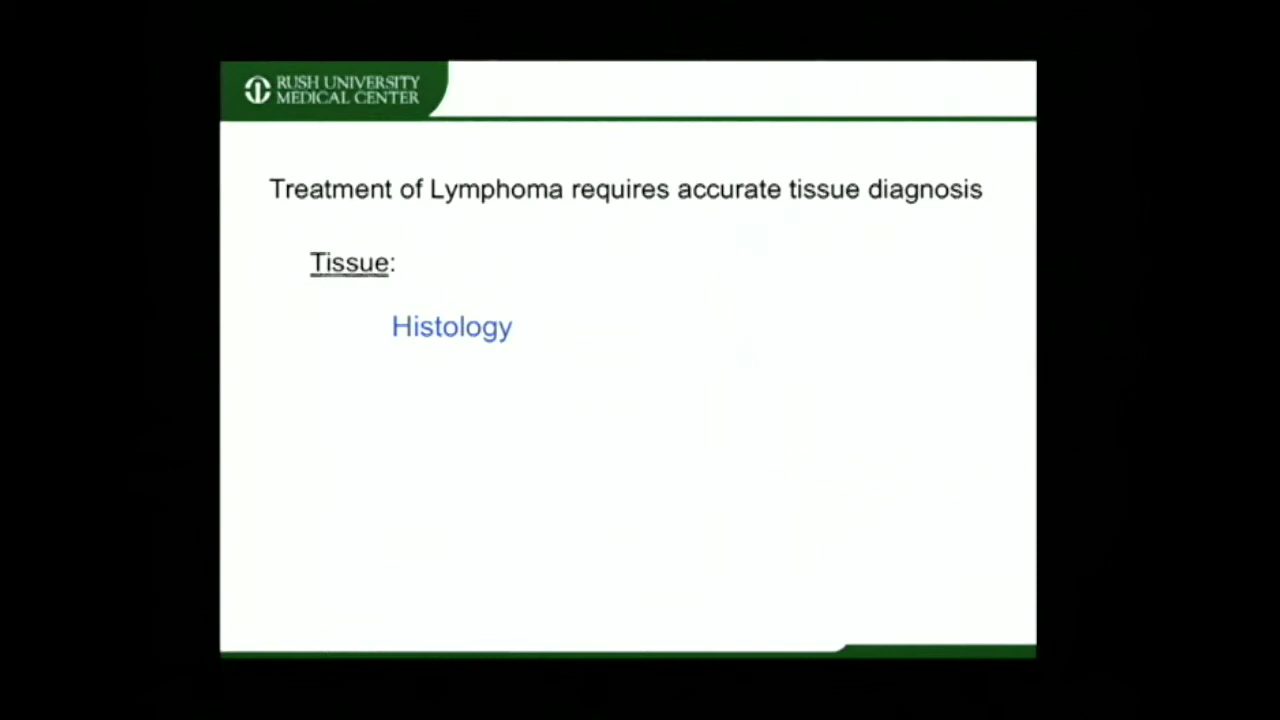 RUSH UNIVERSITY
MEDICAL CENTER
Treatment of Lymphoma requires accurate tissue diagnosis
Tissue:
Histology